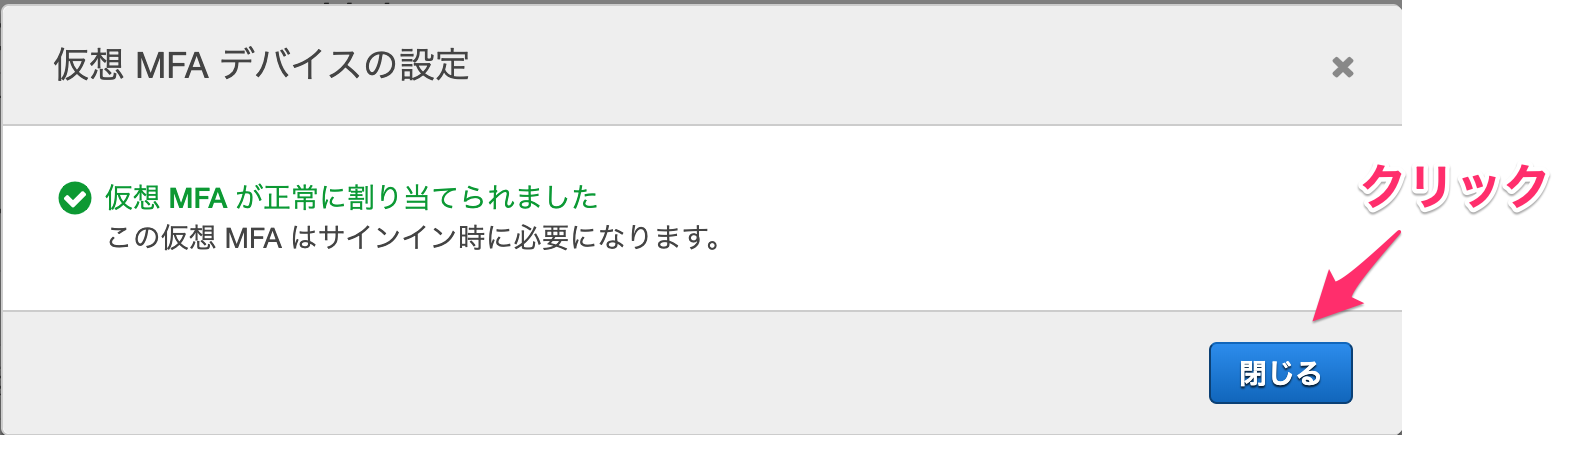 仮想 MFA デバイスの設定
仮想 MFA が正常に割り当てられました
この仮想 MFA はサインイン時に必要になります。
クリック
閉じる